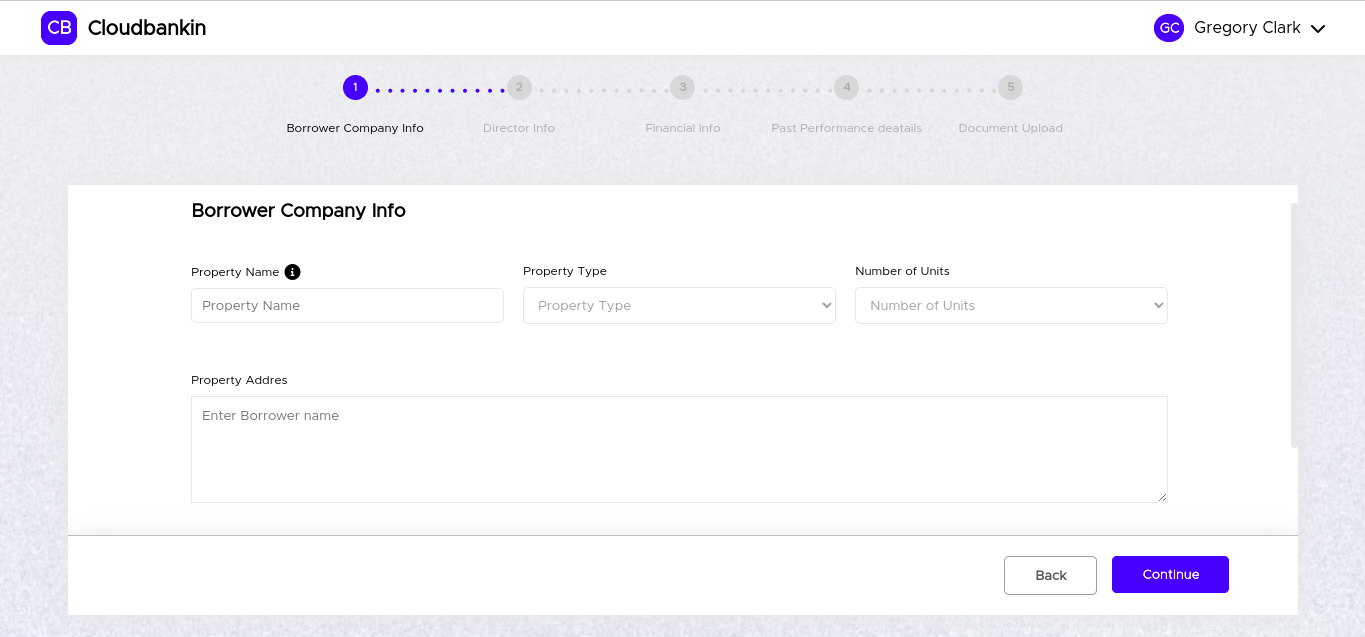 CB Cloudbankin
GC Gregory Clark
1 2 3 4 5
Borrower Company Info Director Info Financial Info Past Performance deatails Document Upload
Borrower Company Info
Property Name i Property Type Number of Units
Property Name Property Type Number of Units
Property Addres
Enter Borrower name
Back Continue